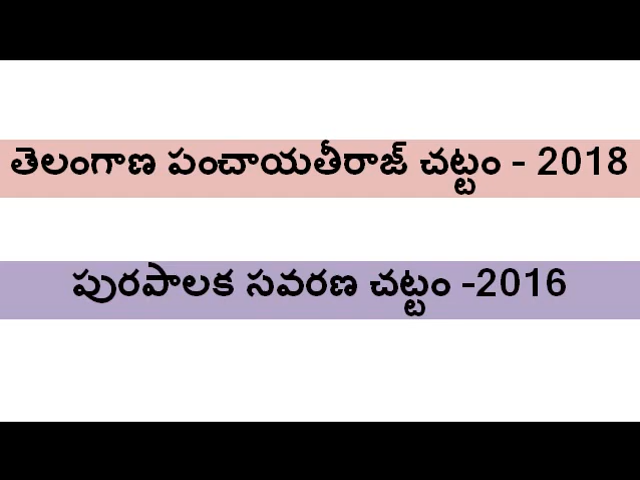 తెలంగాణ పంచాయతీరాజ్ చట్టం - 2018
పురపాలక సవరణ చట్టం -2016